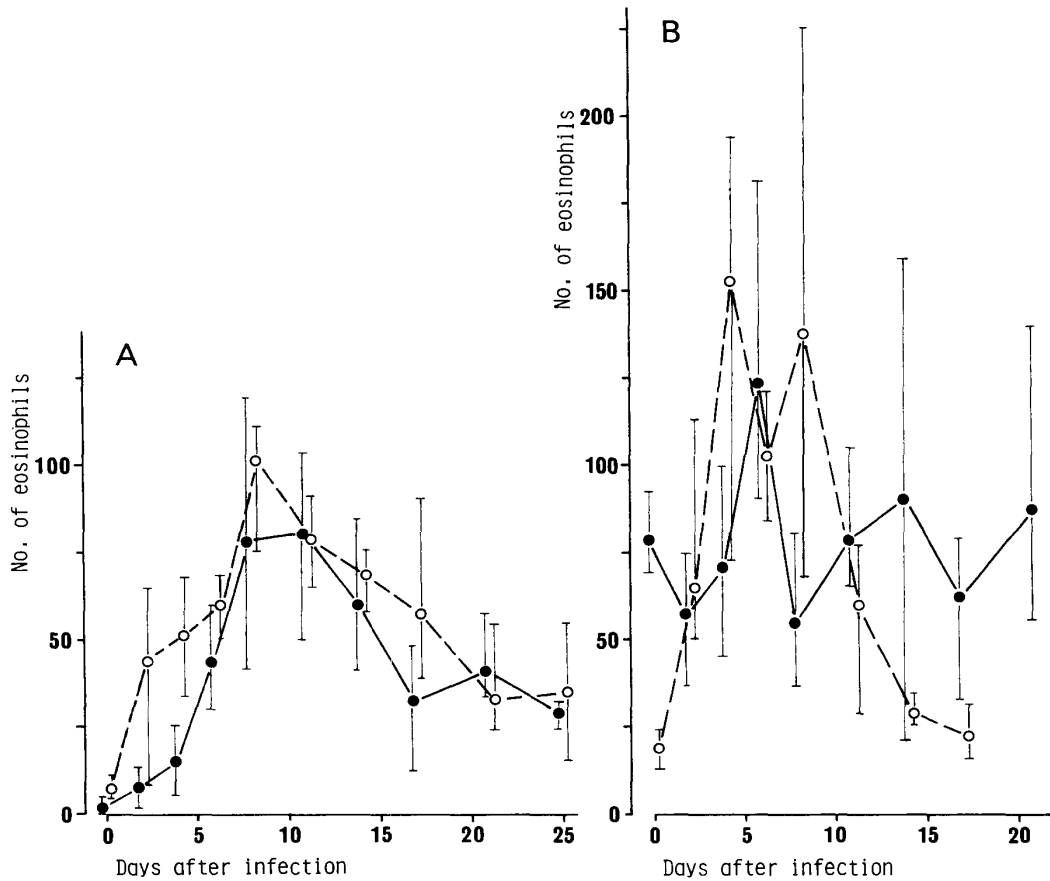 A
No. of eosinophils
100
50
0
0 5 10 15 20 25
Days after infection
B
No. of eosinophils
200
150
100
50
0
0 5 10 15 20
Days after infection